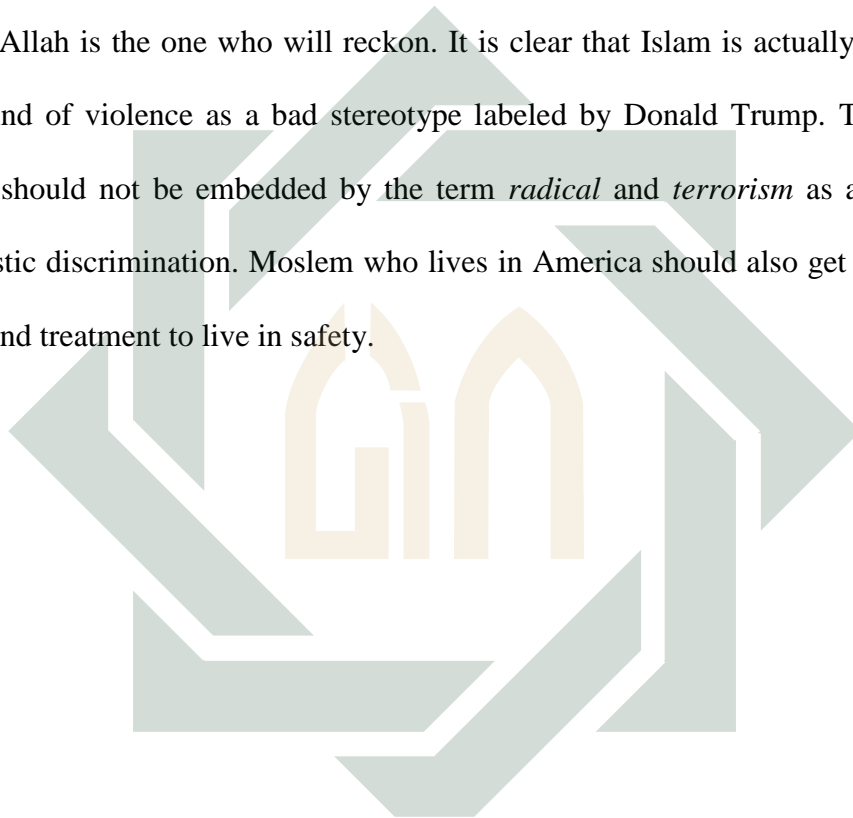 Allah is the one who will reckon. It is clear that Islam is actually
nd of violence as a bad stereotype labeled by Donald Trump. T
should not be embedded by the term radical and terrorism as a
stic discrimination. Moslem who lives in America should also get
nd treatment to live in safety.